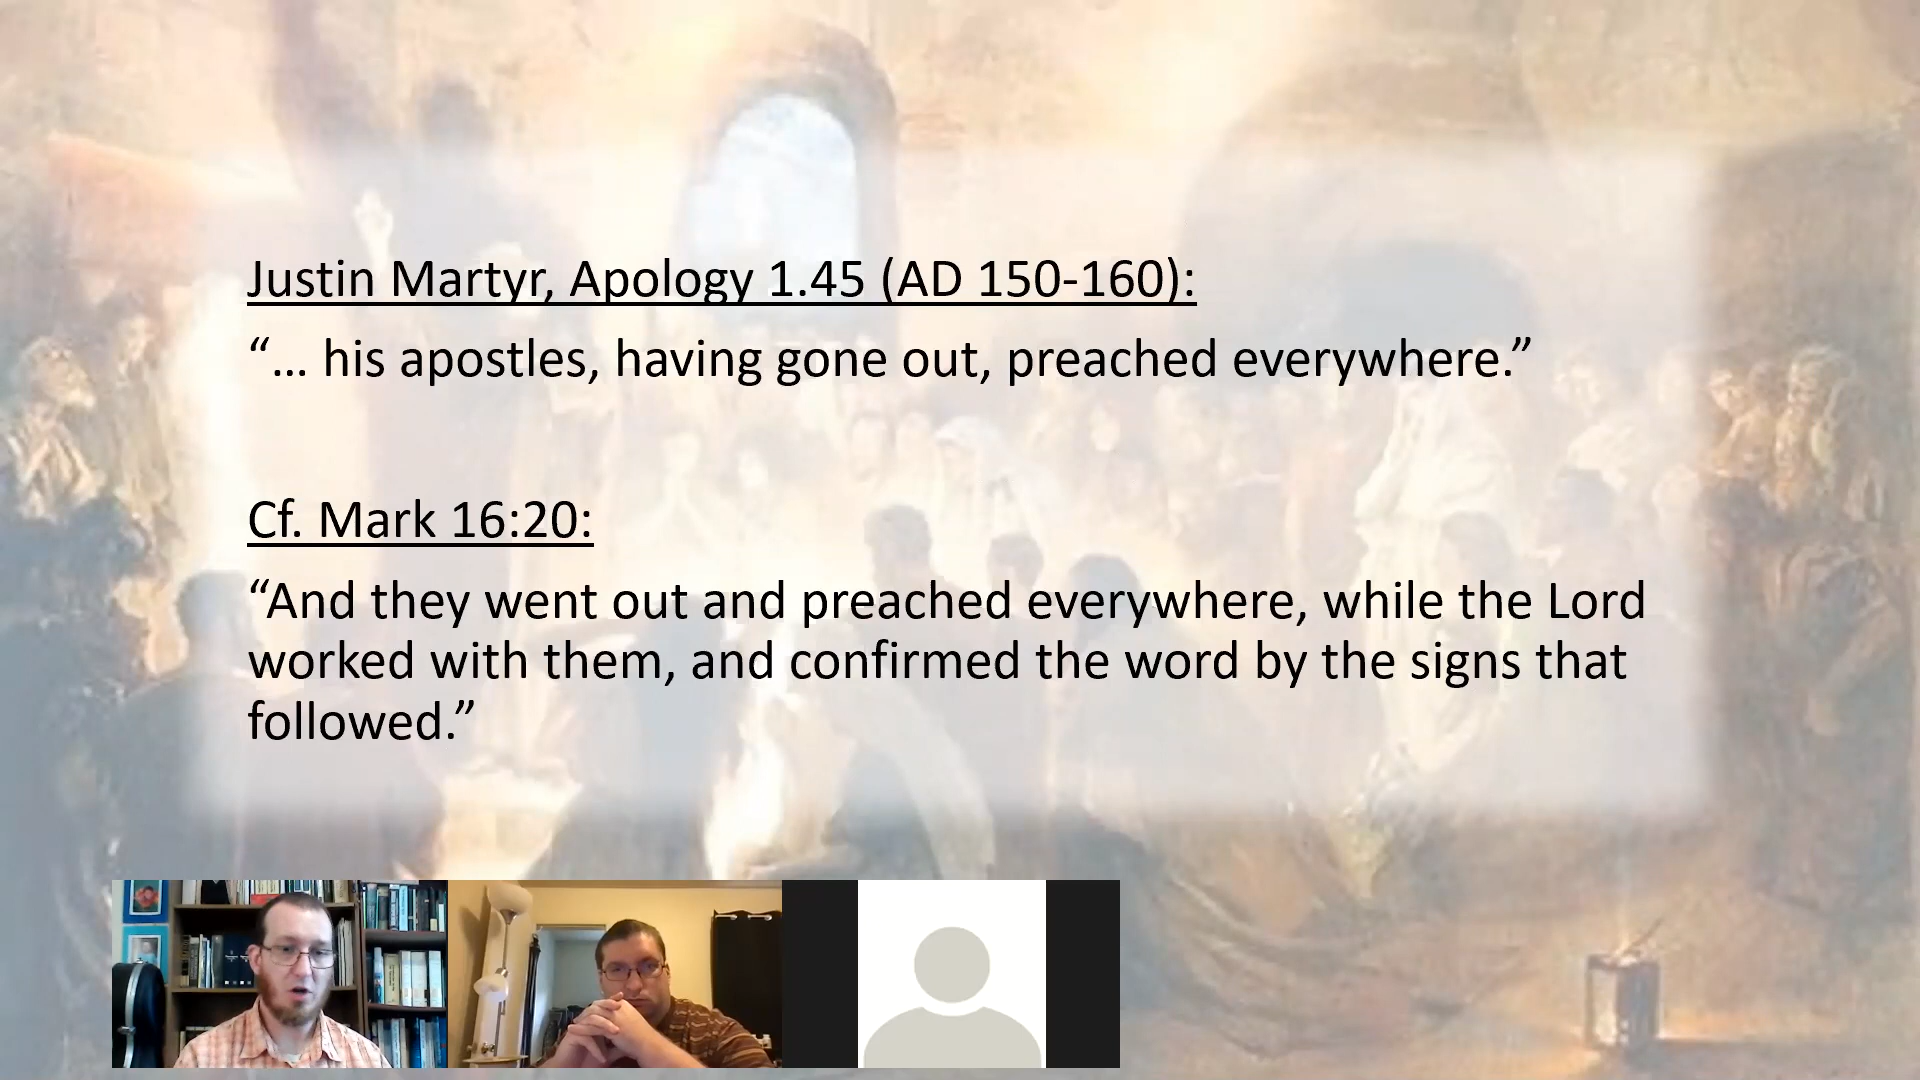 Justin Martyr, Apology 1.45 (AD 150-160):
“… his apostles, having gone out, preached everywhere.”
Cf. Mark 16:20:
“And they went out and preached everywhere, while the Lord
worked with them, and confirmed the word by the signs that
followed.”